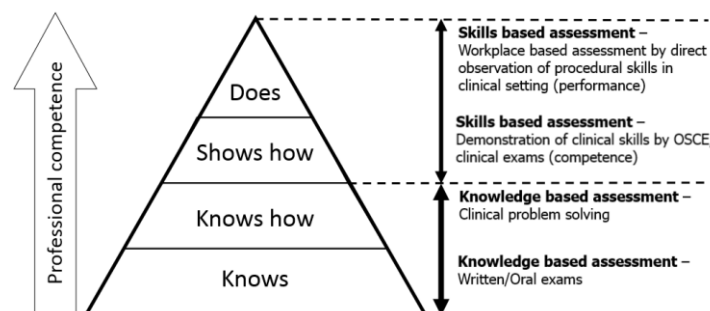 Professional competence
Does
Shows how
Knows how
Knows
Skills based assessment –
Workplace based assessment by direct
observation of procedural skills in
clinical setting (performance)
Skills based assessment –
Demonstration of clinical skills by OSCE,
clinical exams (competence)
Knowledge based assessment –
Clinical problem solving
Knowledge based assessment –
Written/Oral exams